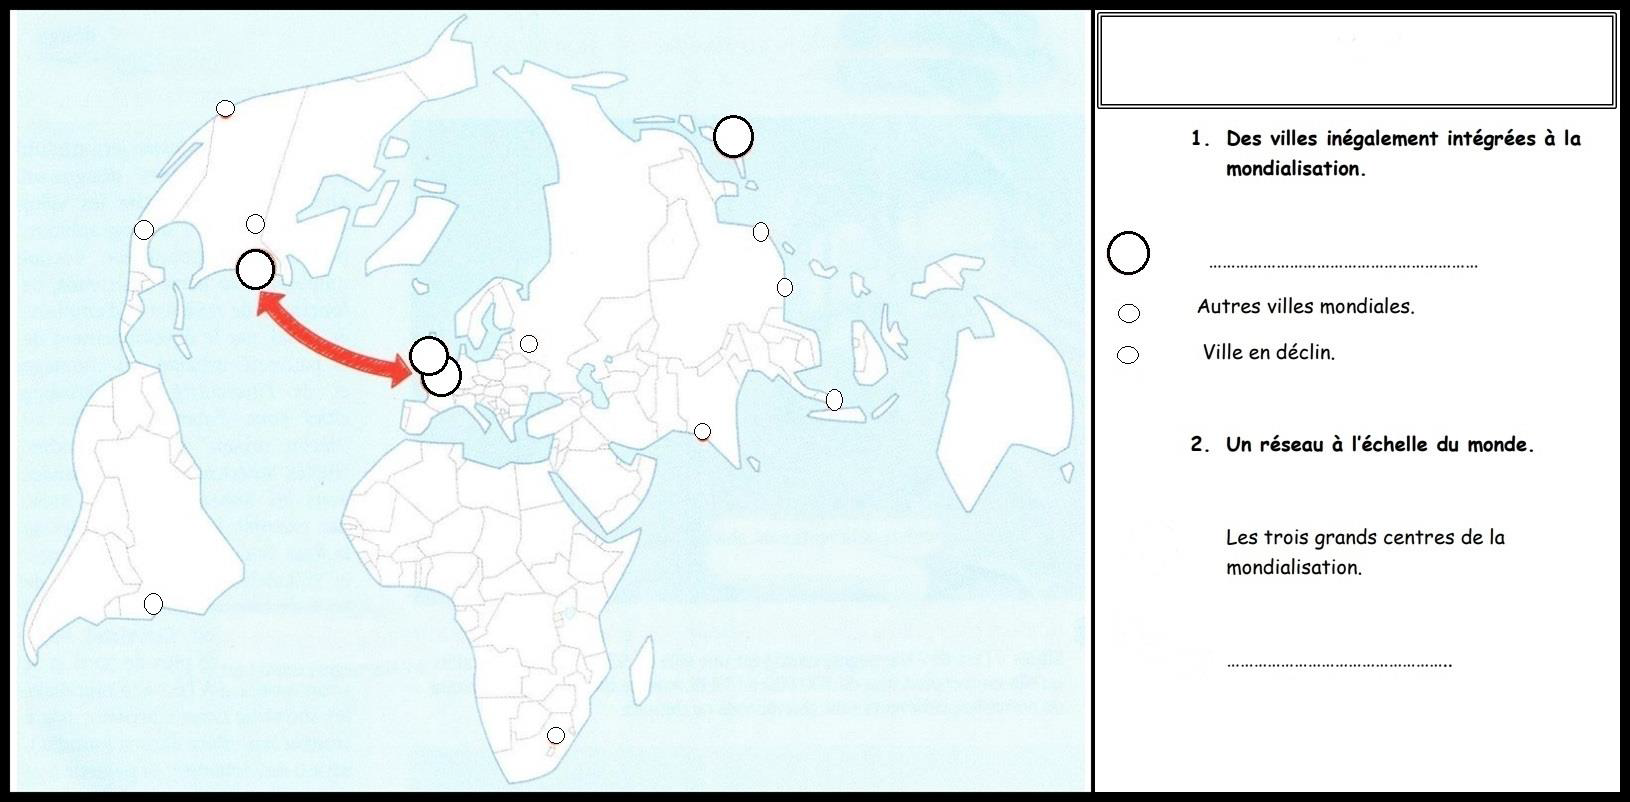 1. Des villes inégalement intégrées à la
mondialisation.
........................................................
Autres villes mondiales.
Ville en déclin.
2. Un réseau à l'échelle du monde.
Les trois grands centres de la
mondialisation.
...............................................